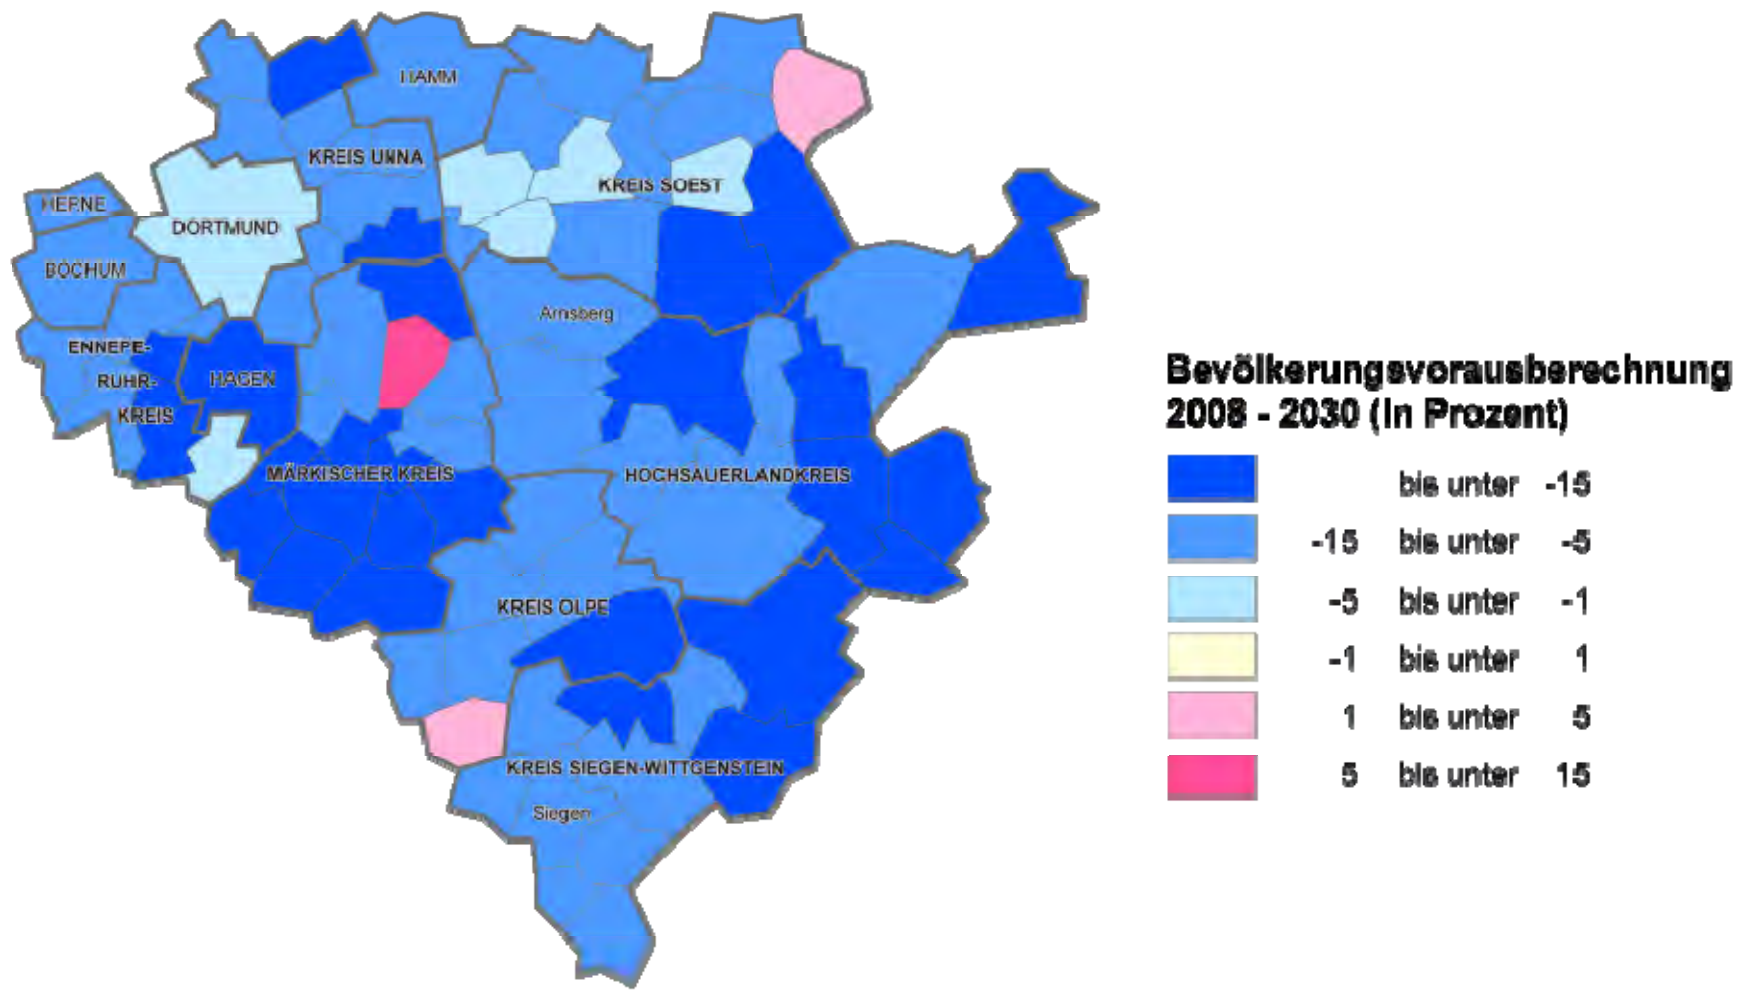 HAMM
KREIS UNNA
KREIS SOEST
HERNE
DORTMUND
BOCHUM
Arnsberg
ENNEPE-
RUHR-
KREIS
HAGEN
MÄRKISCHER KREIS
HOCHSAUERLANDKREIS
KREIS OLPE
KREIS SIEGEN-WITTGENSTEIN
Siegen
Bevölkerungsvorausberechnung
2008 - 2030 (in Prozent)
bis unter -15
-15 bis unter -5
-5 bis unter -1
-1 bis unter 1
1 bis unter 5
5 bis unter 15